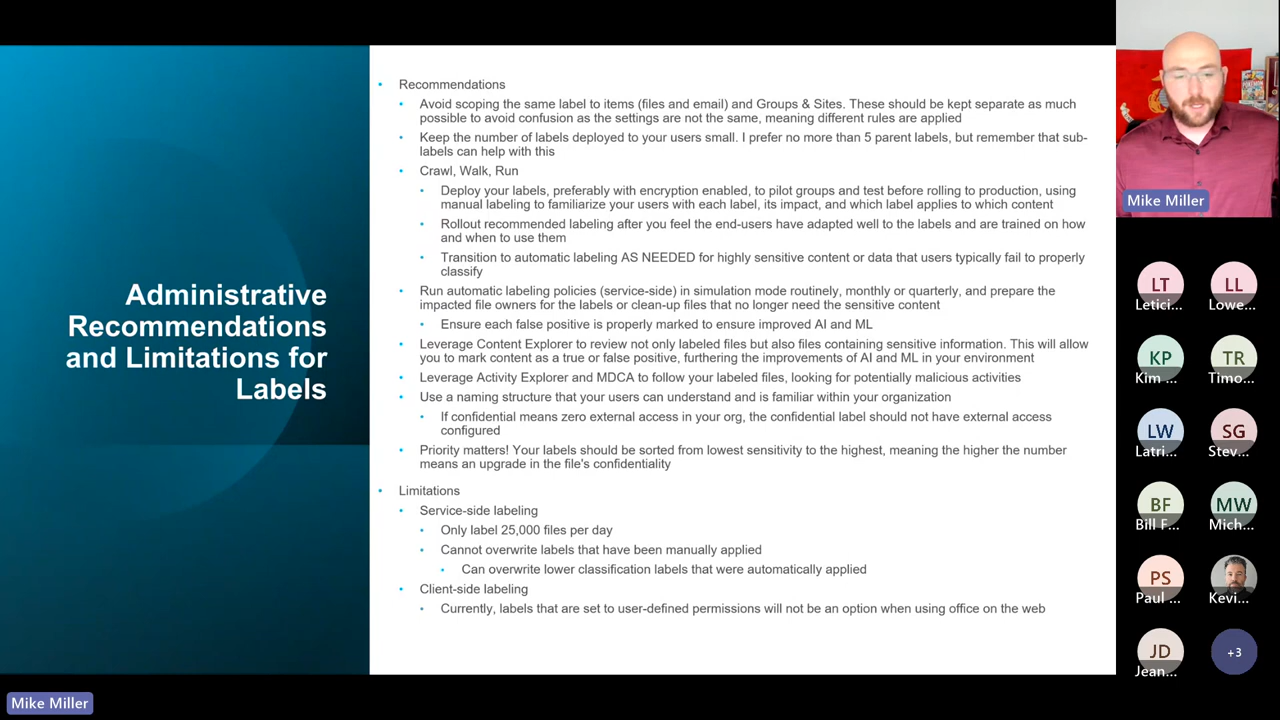 Administrative
Recommendations
and Limitations for
Labels
Recommendations
Avoid scoping the same label to items (files and email) and Groups & Sites. These should be kept separate as much
possible to avoid confusion as the settings are not the same, meaning different rules are applied
Keep the number of labels deployed to your users small. I prefer no more than 5 parent labels, but remember that sub-
labels can help with this
Crawl, Walk, Run
Deploy your labels, preferably with encryption enabled, to pilot groups and test before rolling to production, using
manual labeling to familiarize your users with each label, its impact, and which label applies to which content
Rollout recommended labeling after you feel the end-users have adapted well to the labels and are trained on how
and when to use them
Transition to automatic labeling AS NEEDED for highly sensitive content or data that users typically fail to properly
classify
Run automatic labeling policies (service-side) in simulation mode routinely, monthly or quarterly, and prepare the
impacted file owners for the labels or clean-up files that no longer need the sensitive content
Ensure each false positive is properly marked to ensure improved AI and ML
Leverage Content Explorer to review not only labeled files but also files containing sensitive information. This will allow
you to mark content as a true or false positive, furthering the improvements of AI and ML in your environment
Leverage Activity Explorer and MDCA to follow your labeled files, looking for potentially malicious activities
Use a naming structure that your users can understand and is familiar within your organization
If confidential means zero external access in your org, the confidential label should not have external access
configured
Priority matters! Your labels should be sorted from lowest sensitivity to the highest, meaning the higher the number
means an upgrade in the file's confidentiality
Limitations
Service-side labeling
Only label 25,000 files per day
Cannot overwrite labels that have been manually applied
Can overwrite lower classification labels that were automatically applied
Client-side labeling
Currently, labels that are set to user-defined permissions will not be an option when using office on the web
Mike Miller
Mike Miller
LT LL
Letici... Lowe...
KP TR
Kim ... Timo...
LW SG
Latri... Stev...
BF MW
Bill F... Mich...
PS
Paul ... Kevi...
JD +3
Jean...